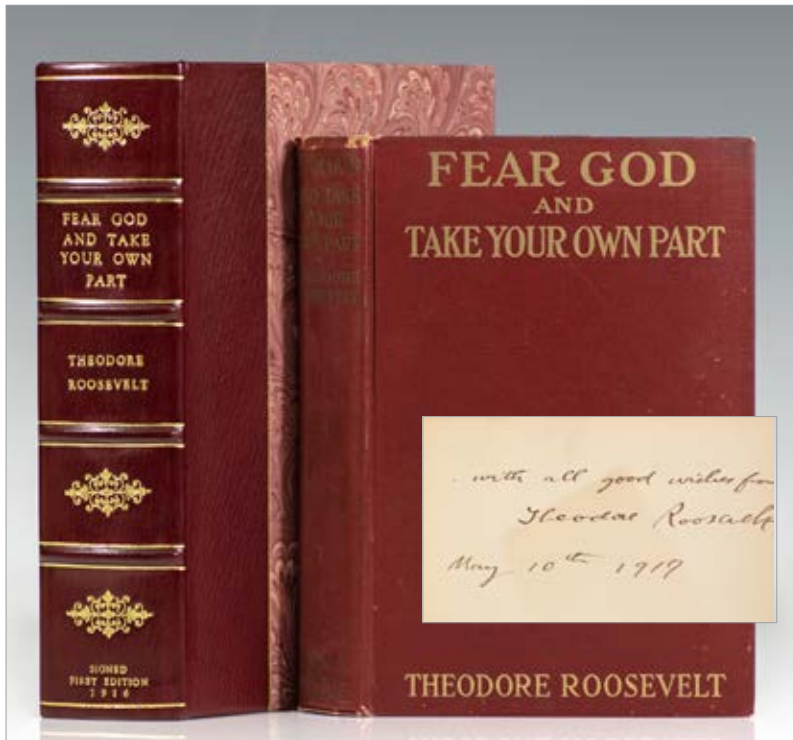 FEAR GOD
AND TAKE
YOUR OWN
PART
THEODORE
ROOSEVELT
SIGNED
FIRST EDITION
1916
FEAR GOD
AND
TAKE YOUR OWN PART
THEODORE ROOSEVELT
with all good wishes from
Theodore Roosevelt
May 10th 1917